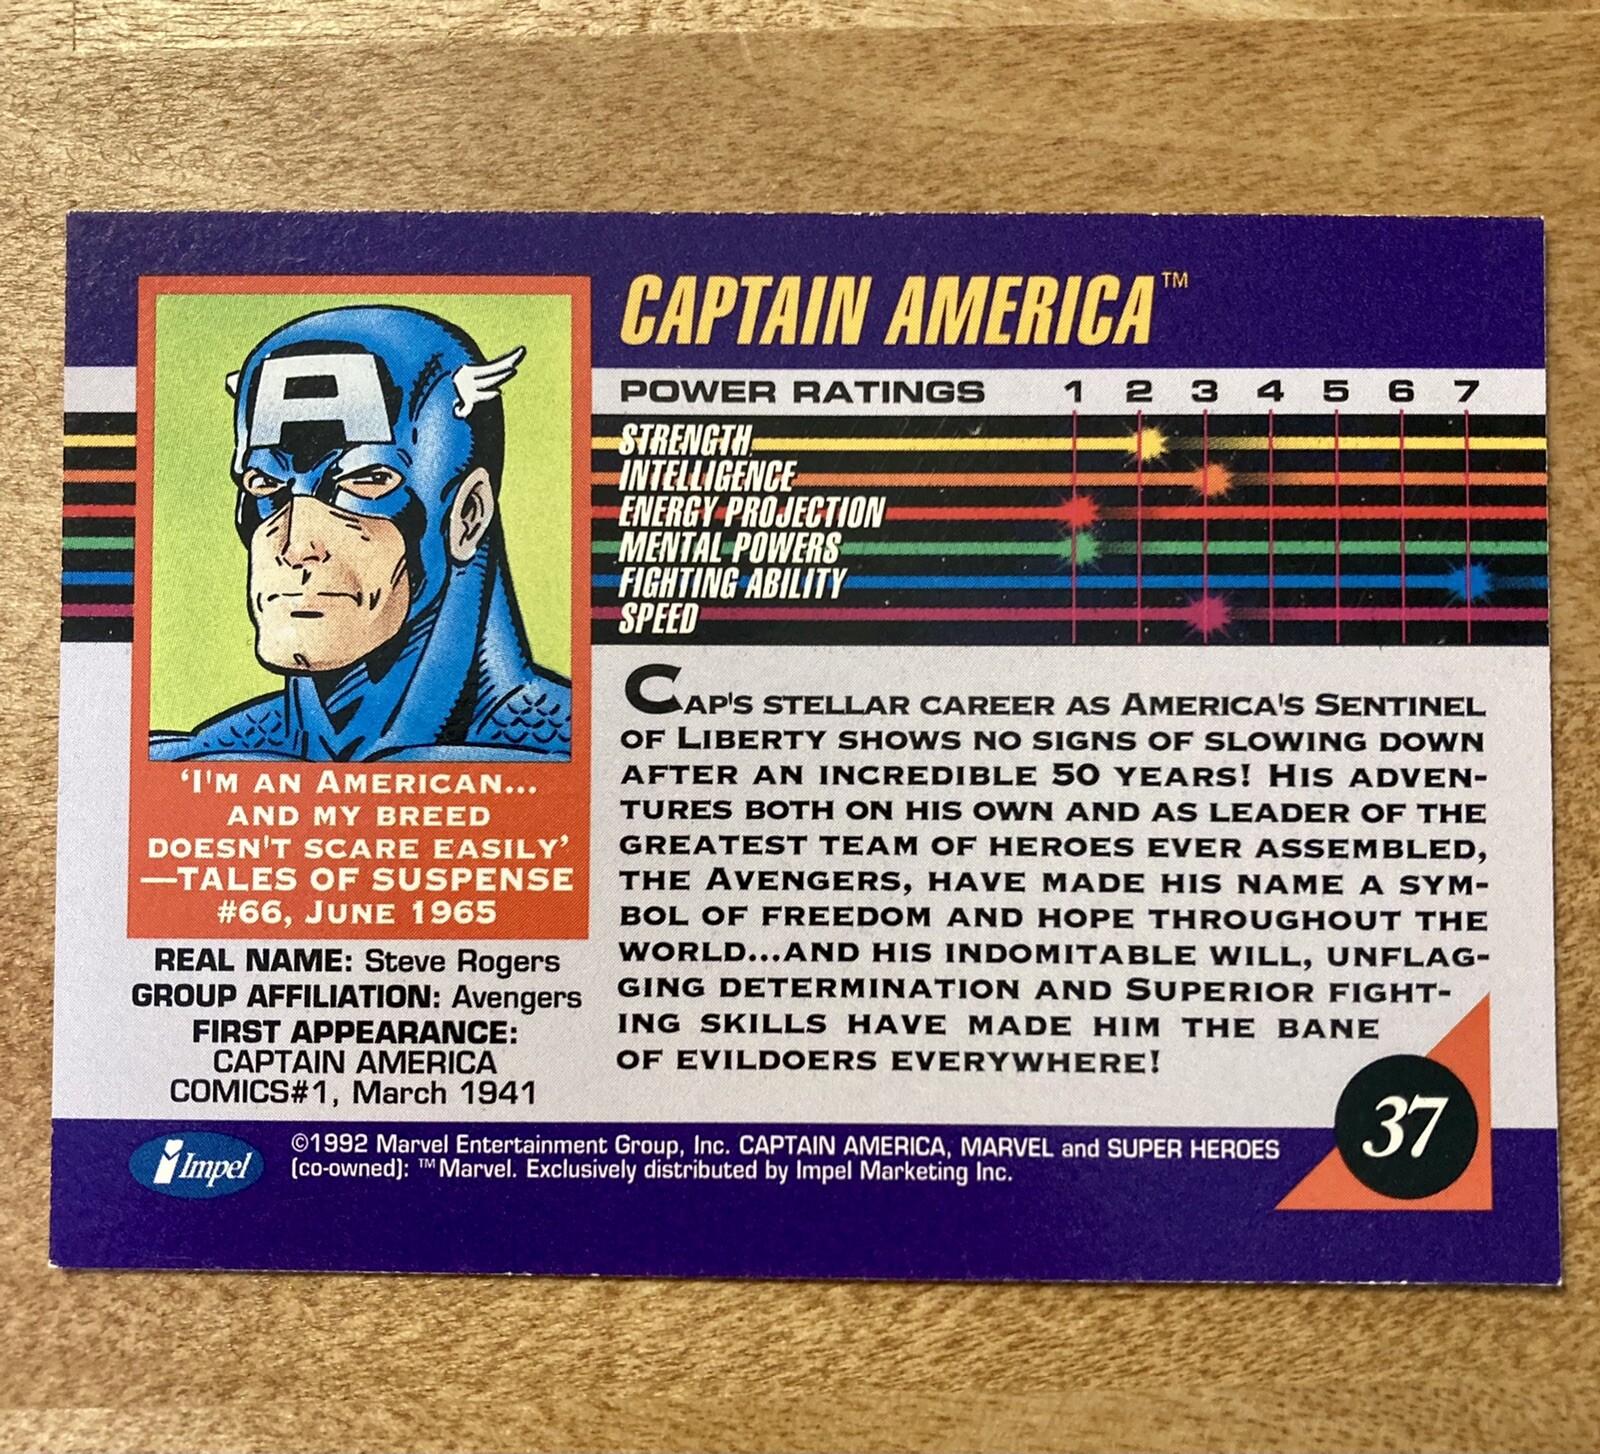 CAPTAIN AMERICA™
POWER RATINGS 1 2 3 4 5 6 7
STRENGTH
INTELLIGENCE
ENERGY PROJECTION
MENTAL POWERS
FIGHTING ABILITY
SPEED
A
'I'M AN AMERICAN...
AND MY BREED
DOESN'T SCARE EASILY'
—TALES OF SUSPENSE
#66, JUNE 1965
REAL NAME: Steve Rogers
GROUP AFFILIATION: Avengers
FIRST APPEARANCE:
CAPTAIN AMERICA
COMICS#1, March 1941
CAP'S STELLAR CAREER AS AMERICA'S SENTINEL
OF LIBERTY SHOWS NO SIGNS OF SLOWING DOWN
AFTER AN INCREDIBLE 50 YEARS! HIS ADVEN-
TURES BOTH ON HIS OWN AND AS LEADER OF THE
GREATEST TEAM OF HEROES EVER ASSEMBLED,
THE AVENGERS, HAVE MADE HIS NAME A SYM-
BOL OF FREEDOM AND HOPE THROUGHOUT THE
WORLD...AND HIS INDOMITABLE WILL, UNFLAG-
GING DETERMINATION AND SUPERIOR FIGHT-
ING SKILLS HAVE MADE HIM THE BANE
OF EVILDOERS EVERYWHERE!
37
Impel
©1992 Marvel Entertainment Group, Inc. CAPTAIN AMERICA, MARVEL and SUPER HEROES
(co-owned): ™Marvel. Exclusively distributed by Impel Marketing Inc.